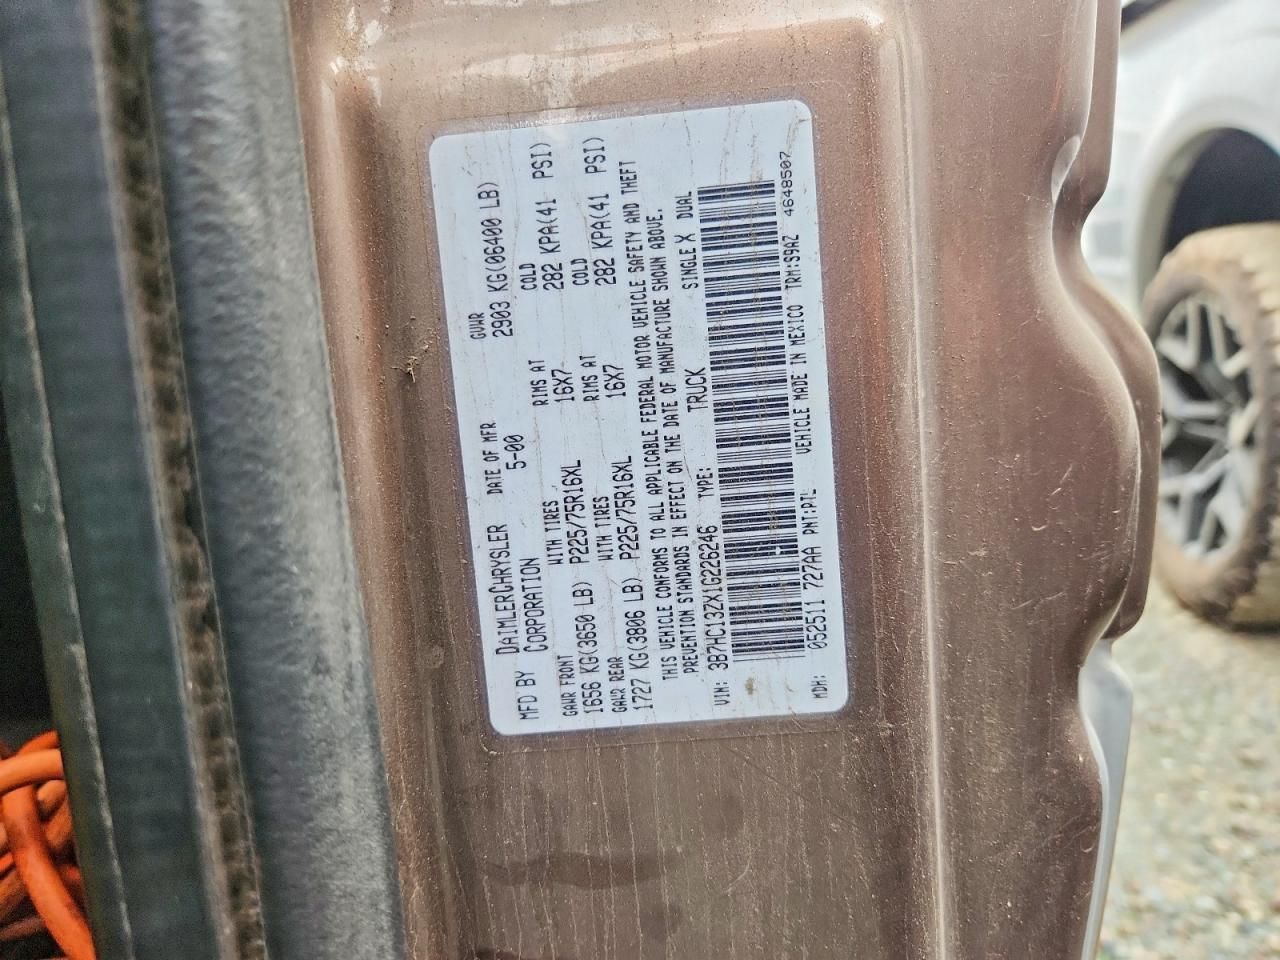 MFD BY DAIMLERCHRYSLER CORPORATION DATE OF MFR 5-00 GVWR 2903 KG(06400 LB)
GAWR FRONT WITH TIRES RIMS AT COLD
1656 KG(3650 LB) P225/75R16XL 16X7 282 KPA(41 PSI)
GAWR REAR WITH TIRES RIMS AT COLD
1727 KG(3806 LB) P225/75R16XL 16X7 282 KPA(41 PSI)
THIS VEHICLE CONFORMS TO ALL APPLICABLE FEDERAL MOTOR VEHICLE SAFETY AND THEFT
PREVENTION STANDARDS IN EFFECT ON THE DATE OF MANUFACTURE SHOWN ABOVE.
VIN: 3B7HC13ZX1G226246 TYPE: TRUCK SINGLE X DUAL
MDH: 052511 727AA PNT:PTL VEHICLE MADE IN MEXICO TRM:S9AZ 4648507